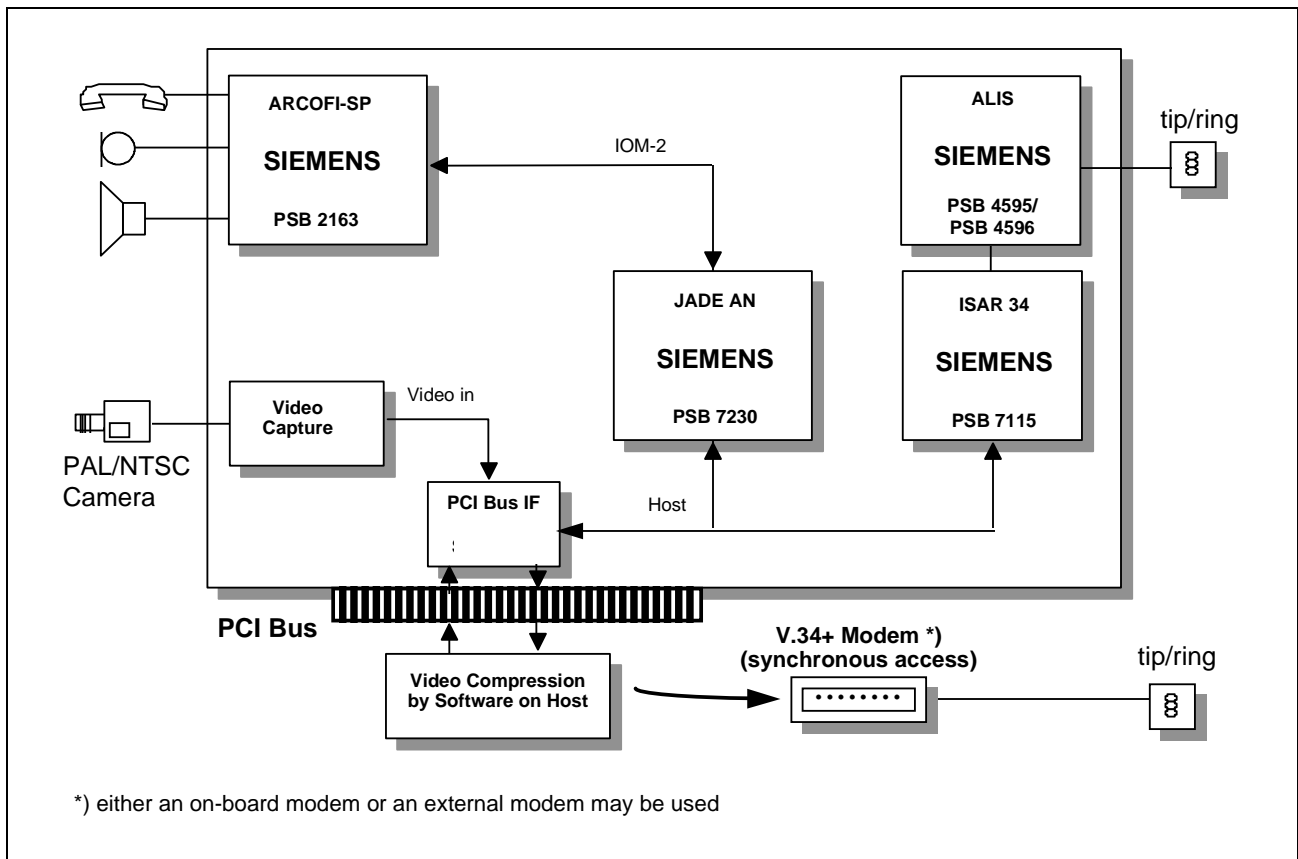 ARCOFI-SP
SIEMENS
PSB 2163
IOM-2
ALIS
SIEMENS
PSB 4595/
PSB 4596
tip/ring
JADE AN
SIEMENS
PSB 7230
ISAR 34
SIEMENS
PSB 7115
Video
Capture
Video in
PAL/NTSC
Camera
PCI Bus IF
Host
PCI Bus
Video Compression
by Software on Host
V.34+ Modem *)
(synchronous access)
tip/ring
*) either an on-board modem or an external modem may be used